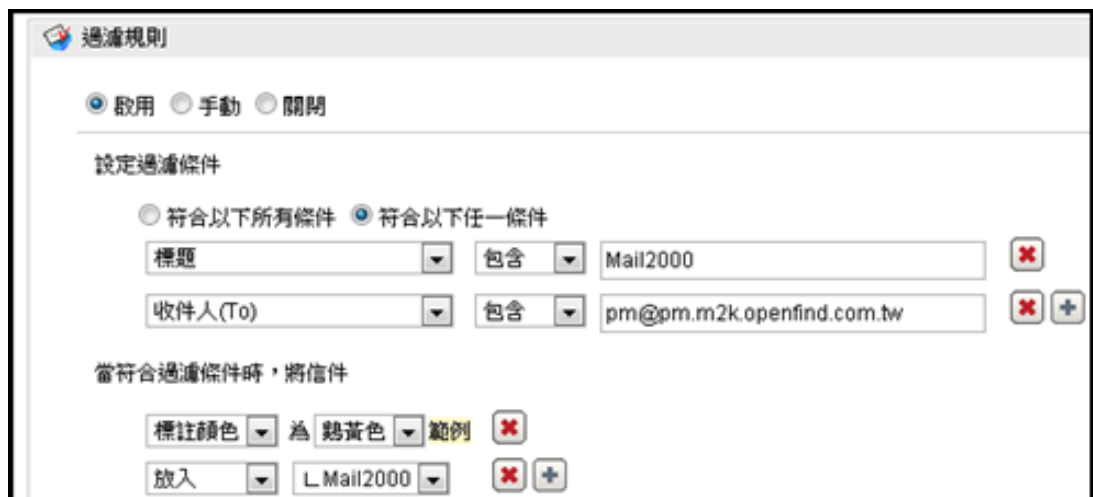 過濾規則
啟用 手動 關閉
設定過濾條件
符合以下所有條件 符合以下任一條件
標題 包含 Mail2000
收件人(To) 包含 pm@pm.m2k.openfind.com.tw
當符合過濾條件時，將信件
標註顏色 為 鵝黃色 範例
放入 ∟Mail2000